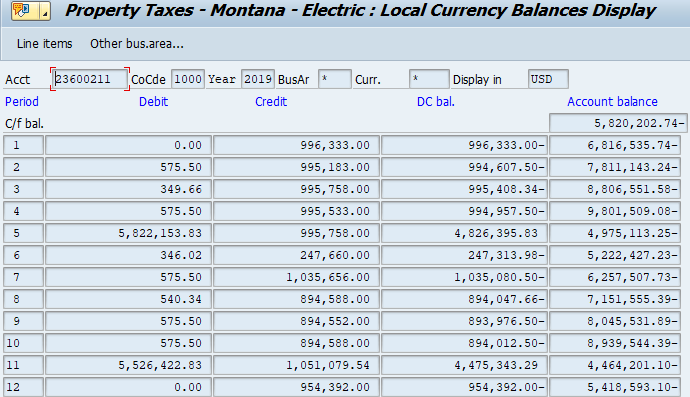 Property Taxes - Montana - Electric : Local Currency Balances Display
Line items Other bus.area...
Acct 23600211 CoCde 1000 Year 2019 BusAr * Curr. * Display in USD
Period Debit Credit DC bal. Account balance
C/f bal. 5,820,202.74-
1 0.00 996,333.00 996,333.00- 6,816,535.74-
2 575.50 995,183.00 994,607.50- 7,811,143.24-
3 349.66 995,758.00 995,408.34- 8,806,551.58-
4 575.50 995,533.00 994,957.50- 9,801,509.08-
5 5,822,153.83 995,758.00 4,826,395.83 4,975,113.25-
6 346.02 247,660.00 247,313.98- 5,222,427.23-
7 575.50 1,035,656.00 1,035,080.50- 6,257,507.73-
8 540.34 894,588.00 894,047.66- 7,151,555.39-
9 575.50 894,552.00 893,976.50- 8,045,531.89-
10 575.50 894,588.00 894,012.50- 8,939,544.39-
11 5,526,422.83 1,051,079.54 4,475,343.29 4,464,201.10-
12 0.00 954,392.00 954,392.00- 5,418,593.10-